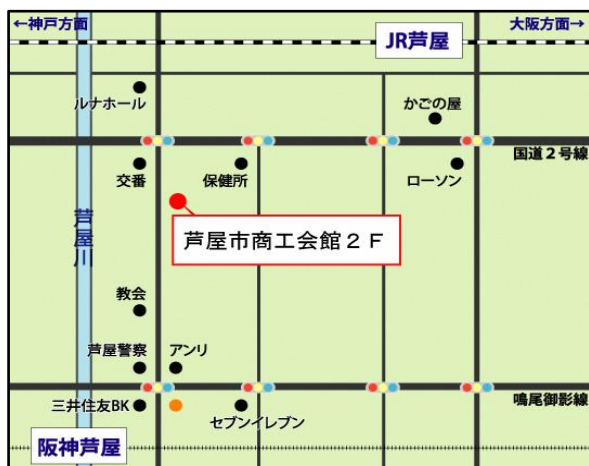 ←神戸方面
大阪方面→
JR芦屋
ルナホール
かごの屋
国道2号線
交番
保健所
ローソン
芦屋川
芦屋市商工会館２Ｆ
教会
芦屋警察
アンリ
鳴尾御影線
三井住友BK
セブンイレブン
阪神芦屋